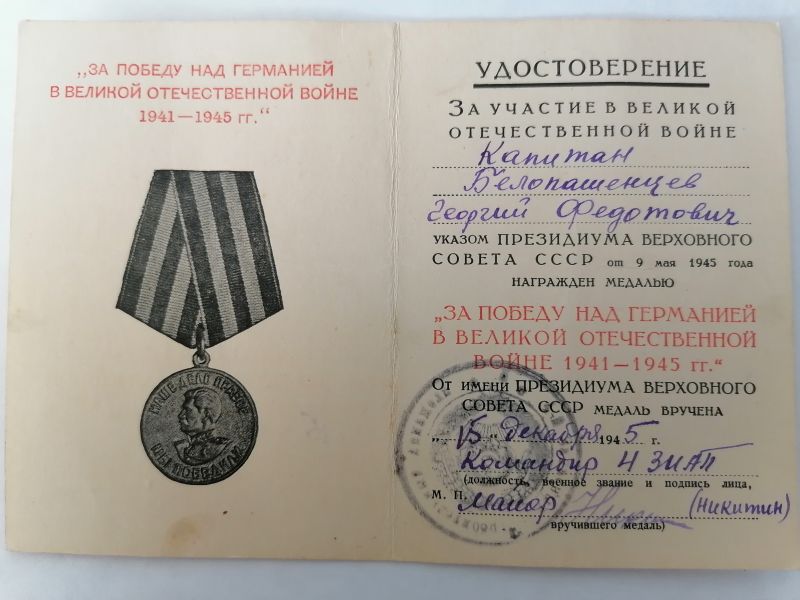 „ЗА ПОБЕДУ НАД ГЕРМАНИЕЙ
В ВЕЛИКОЙ ОТЕЧЕСТВЕННОЙ ВОЙНЕ
1941—1945 гг.“
НАШЕ ДЕЛО ПРАВОЕ
МЫ ПОБЕДИЛИ
УДОСТОВЕРЕНИЕ
ЗА УЧАСТИЕ В ВЕЛИКОЙ
ОТЕЧЕСТВЕННОЙ ВОЙНЕ
Капитан
Белопашенцев
Георгий Федотович
УКАЗОМ ПРЕЗИДИУМА ВЕРХОВНОГО
СОВЕТА СССР от 9 мая 1945 года
НАГРАЖДЕН МЕДАЛЬЮ
„ЗА ПОБЕДУ НАД ГЕРМАНИЕЙ
В ВЕЛИКОЙ ОТЕЧЕСТВЕННОЙ
ВОЙНЕ 1941—1945 гг.“
От имени ПРЕЗИДИУМА ВЕРХОВНОГО
СОВЕТА СССР МЕДАЛЬ ВРУЧЕНА
„15“ декабря 1945 г.
Командир 4 ЗИАП
(должность, военное звание и подпись лица,
М. П. Майор (Никитин)
вручившего медаль)